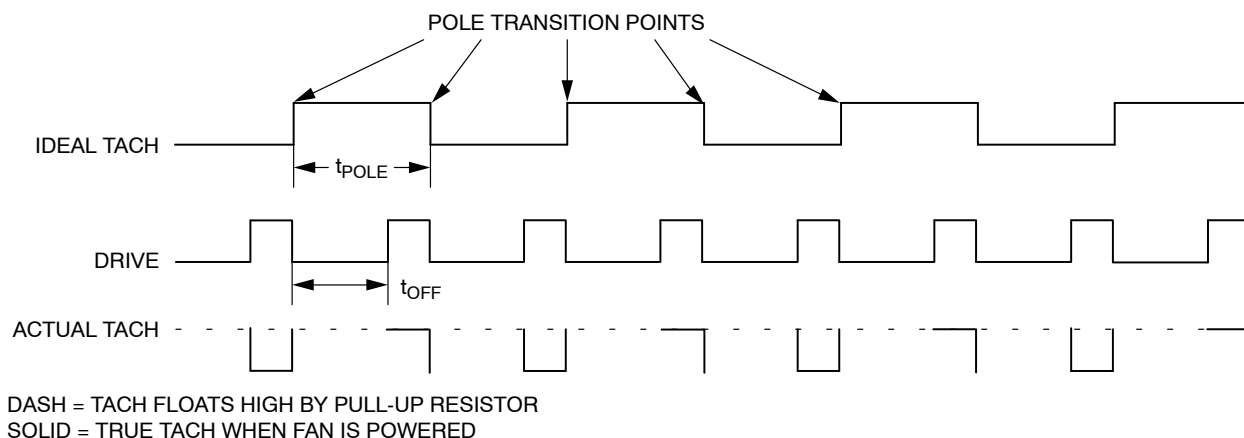 POLE TRANSITION POINTS
IDEAL TACH
tPOLE
DRIVE
tOFF
ACTUAL TACH
DASH = TACH FLOATS HIGH BY PULL-UP RESISTOR
SOLID = TRUE TACH WHEN FAN IS POWERED